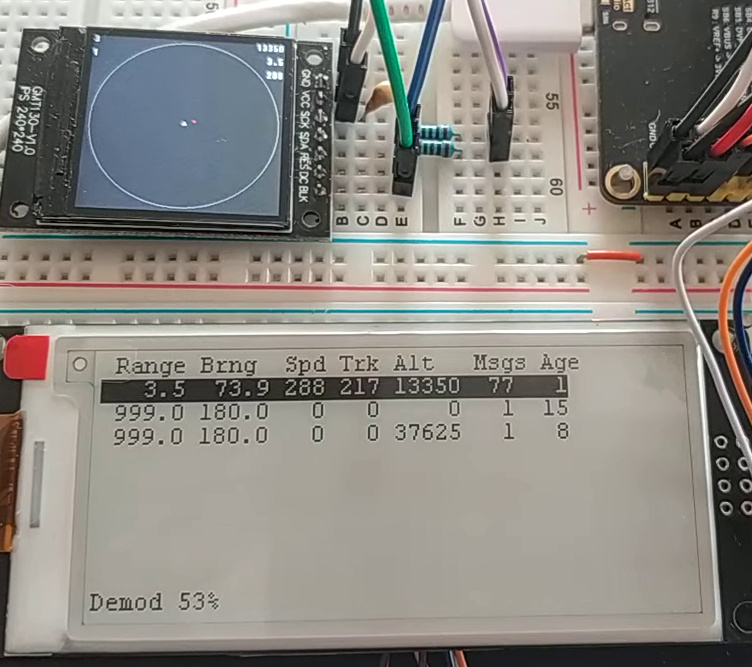 13350
3.5
288
GMT130-V1.0
IPS 240*240
GND VCC SCK SDA RES DC BLK
55
60
B C D E F G H I J
A B
GND
Range Brng Spd Trk Alt Msgs Age
3.5 73.9 288 217 13350 77 1
999.0 180.0 0 0 0 1 15
999.0 180.0 0 0 37625 1 8
Demod 53%